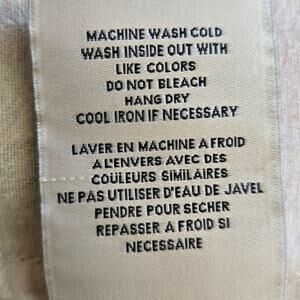 MACHINE WASH COLD
WASH INSIDE OUT WITH
LIKE COLORS
DO NOT BLEACH
HANG DRY
COOL IRON IF NECESSARY
LAVER EN MACHINE A FROID
A L'ENVERS AVEC DES
COULEURS SIMILAIRES
NE PAS UTILISER D'EAU DE JAVEL
PENDRE POUR SECHER
REPASSER A FROID SI
NECESSAIRE